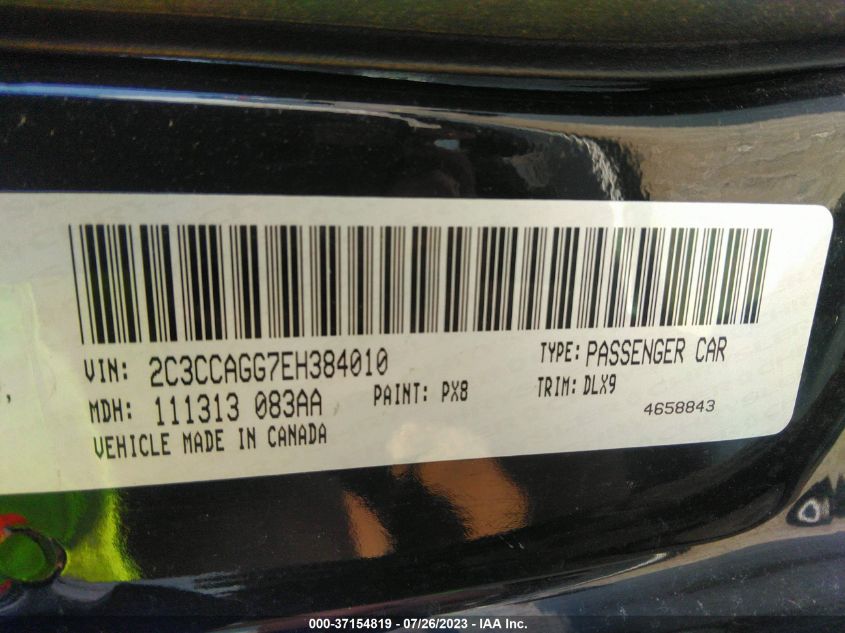 VIN: 2C3CCAGG7EH384010 TYPE: PASSENGER CAR
MDH: 111313 083AA PAINT: PX8 TRIM: DLX9
VEHICLE MADE IN CANADA 4658843
000-37154819 / 07/26/2023 - IAA Inc.